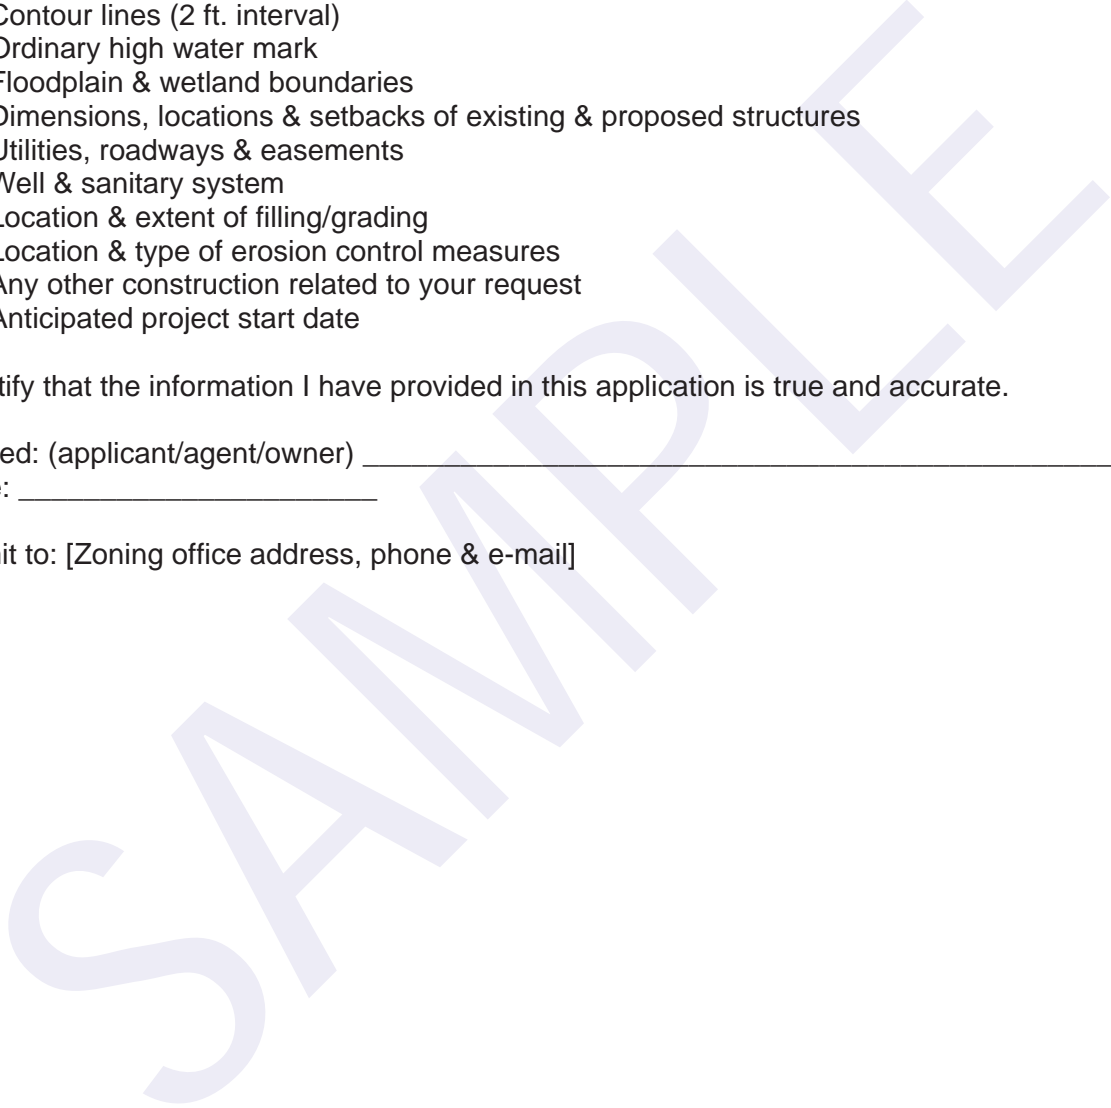 Contour lines (2 ft. interval)
Ordinary high water mark
Floodplain & wetland boundaries
Dimensions, locations & setbacks of existing & proposed structures
Utilities, roadways & easements
Well & sanitary system
Location & extent of filling/grading
Location & type of erosion control measures
Any other construction related to your request
Anticipated project start date
tify that the information I have provided in this application is true and accurate.
ed: (applicant/agent/owner) ______________________________________________
: ______________________
it to: [Zoning office address, phone & e-mail]
SAMPLE